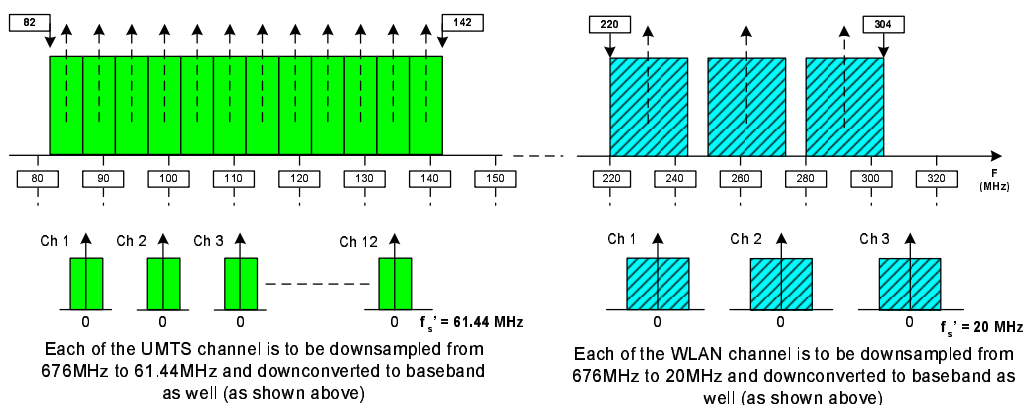 82
142
220
304
80
90
100
110
120
130
140
150
220
240
260
280
300
320
F
(MHz)
Ch 1
Ch 2
Ch 3
Ch 12
Ch 1
Ch 2
Ch 3
0
0
0
0
fs' = 61.44 MHz
0
0
0
fs' = 20 MHz
Each of the UMTS channel is to be downsampled from
676MHz to 61.44MHz and downconverted to baseband
as well (as shown above)
Each of the WLAN channel is to be downsampled from
676MHz to 20MHz and downconverted to baseband as
well (as shown above)